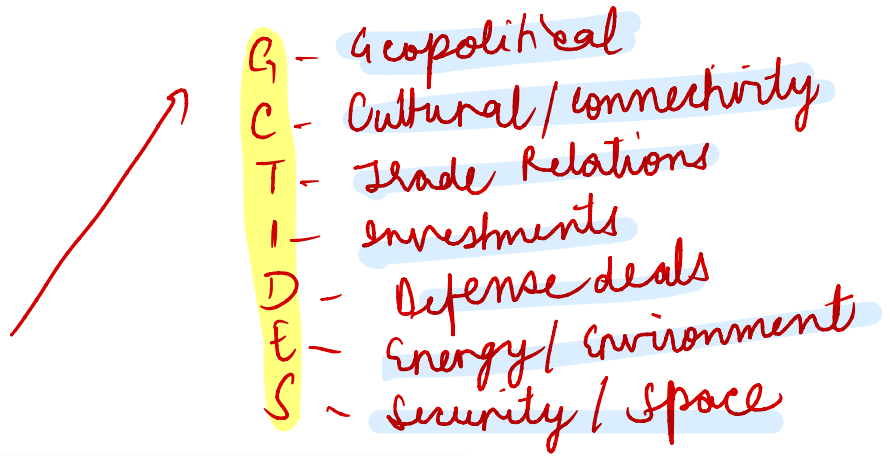 G - Geopolitical
C - Cultural/connectivity
T - Trade Relations
I - Investments
D - Defense deals
E - Energy/Environment
S - Security/Space